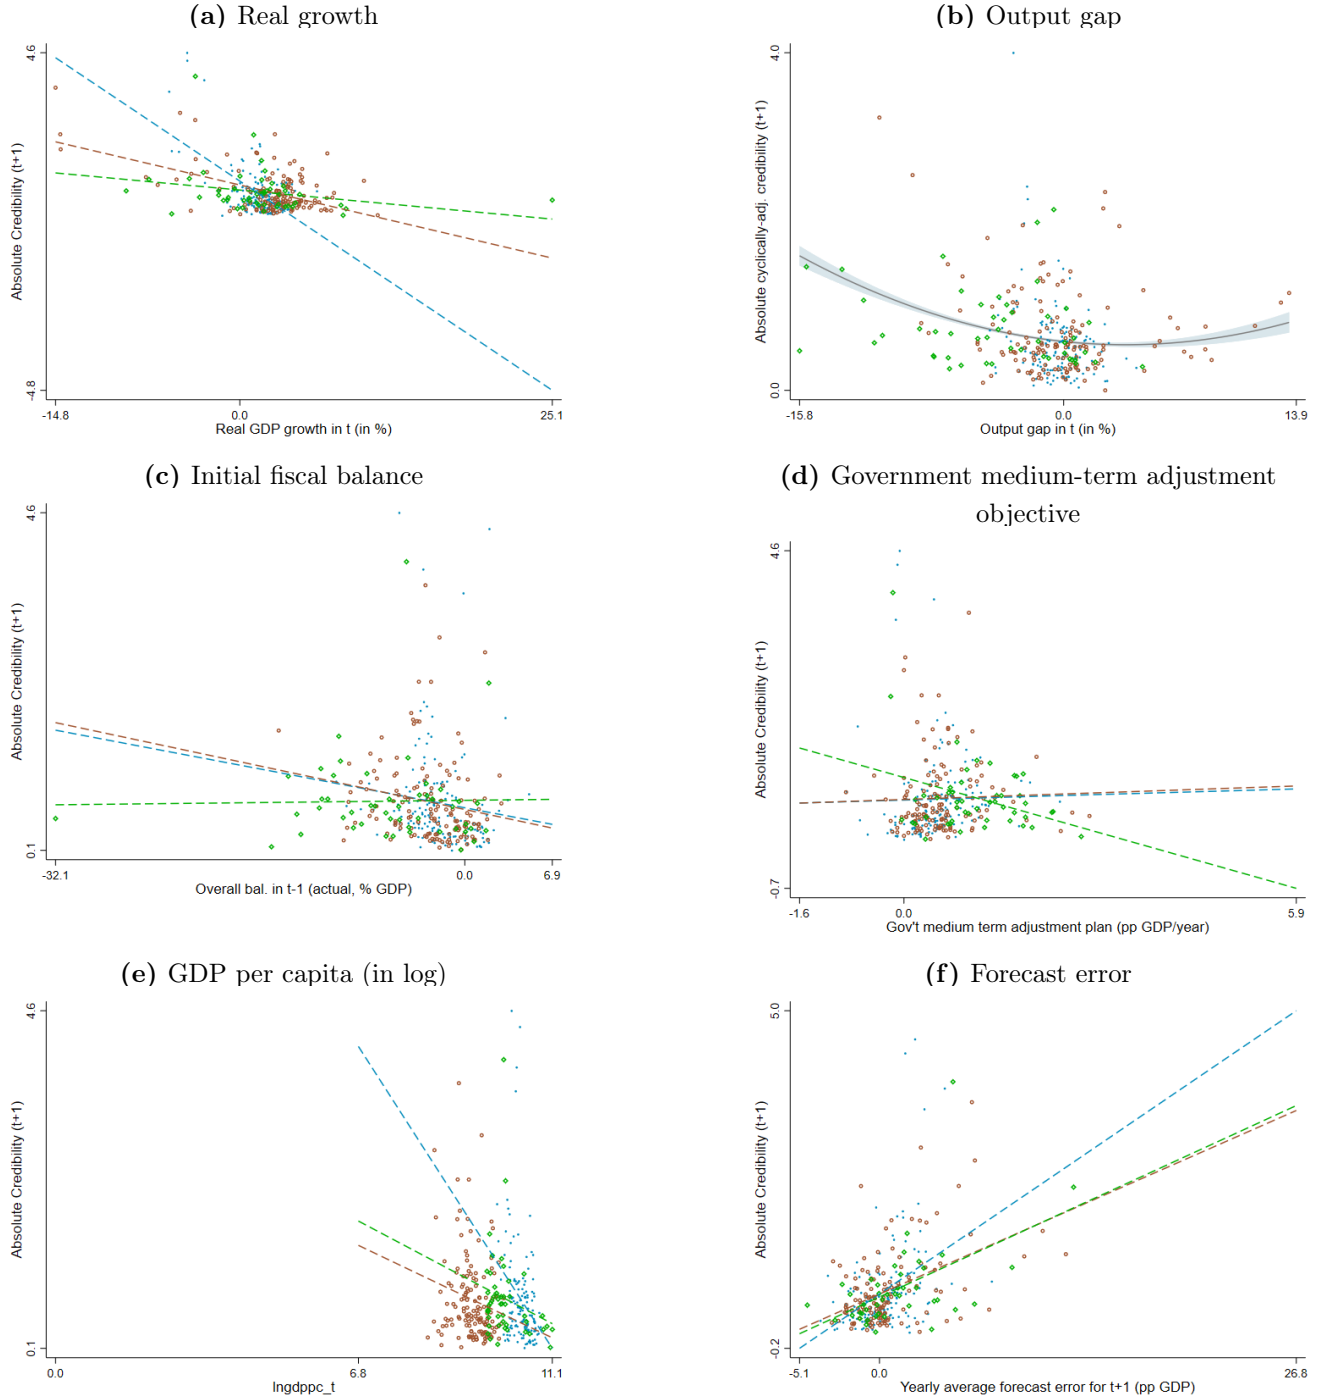 (a) Real growth
4.6
Absolute Credibility (t+1)
-4.8
-14.8
0.0
25.1
Real GDP growth in t (in %)
(b) Output gap
4.0
Absolute cyclically-adj. credibility (t+1)
0.0
-15.8
0.0
13.9
Output gap in t (in %)
(c) Initial fiscal balance
4.6
Absolute Credibility (t+1)
0.1
-32.1
0.0
6.9
Overall bal. in t-1 (actual, % GDP)
(d) Government medium-term adjustment
objective
4.6
Absolute Credibility (t+1)
-0.7
-1.6
0.0
5.9
Gov't medium term adjustment plan (pp GDP/year)
(e) GDP per capita (in log)
4.6
Absolute Credibility (t+1)
0.1
0.0
6.8
11.1
lngdppc_t
(f) Forecast error
5.0
Absolute Credibility (t+1)
-0.2
-5.1
0.0
26.8
Yearly average forecast error for t+1 (pp GDP)